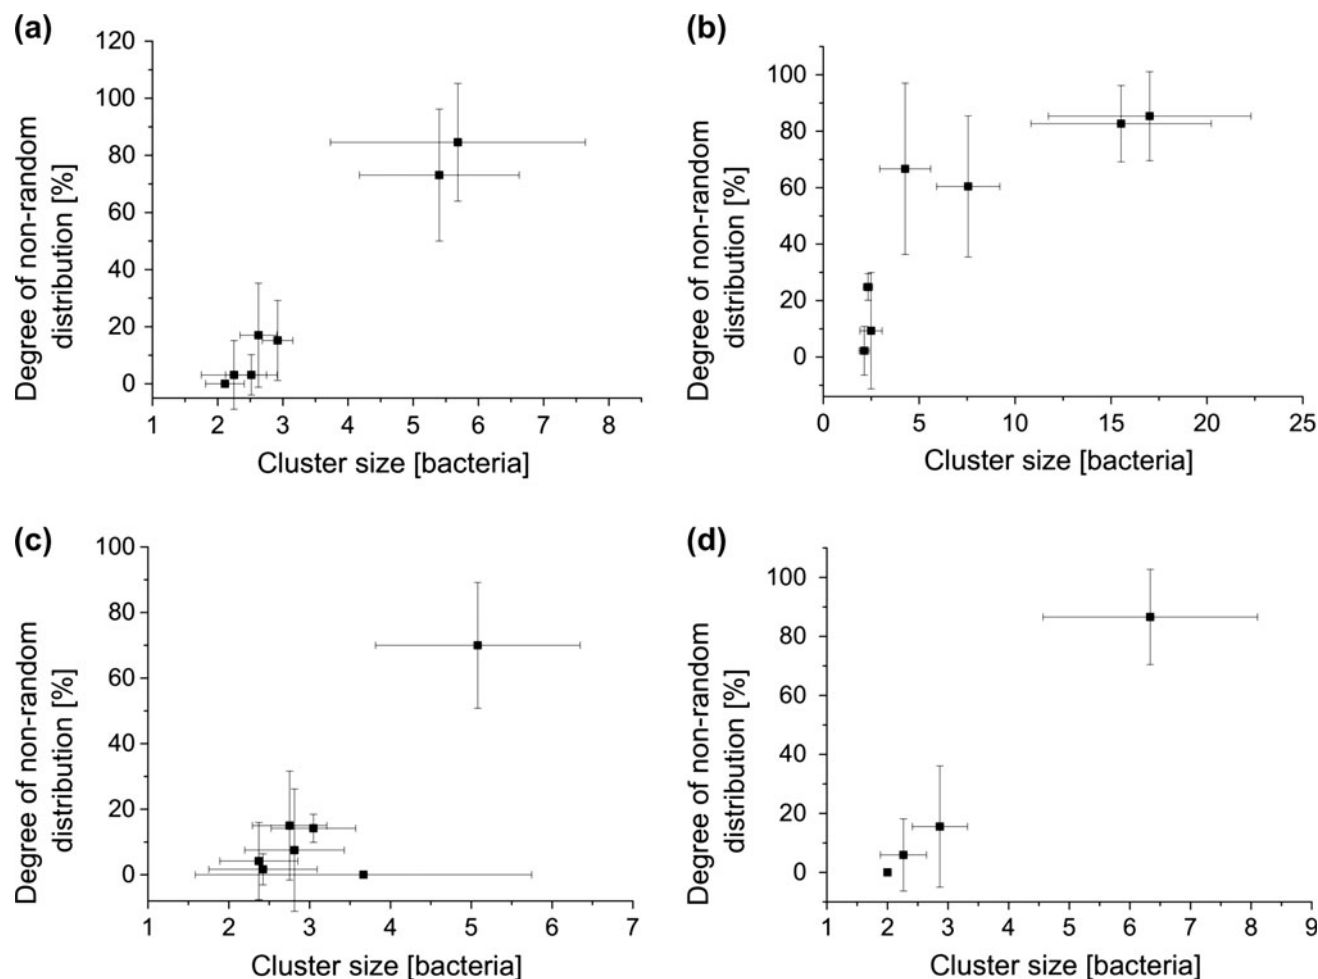 (a)
120
100
80
60
40
20
0
Degree of non-random
distribution [%]
1 2 3 4 5 6 7 8
Cluster size [bacteria]
(b)
100
80
60
40
20
0
Degree of non-random
distribution [%]
0 5 10 15 20 25
Cluster size [bacteria]
(c)
100
80
60
40
20
0
Degree of non-random
distribution [%]
1 2 3 4 5 6 7
Cluster size [bacteria]
(d)
100
80
60
40
20
0
Degree of non-random
distribution [%]
1 2 3 4 5 6 7 8 9
Cluster size [bacteria]